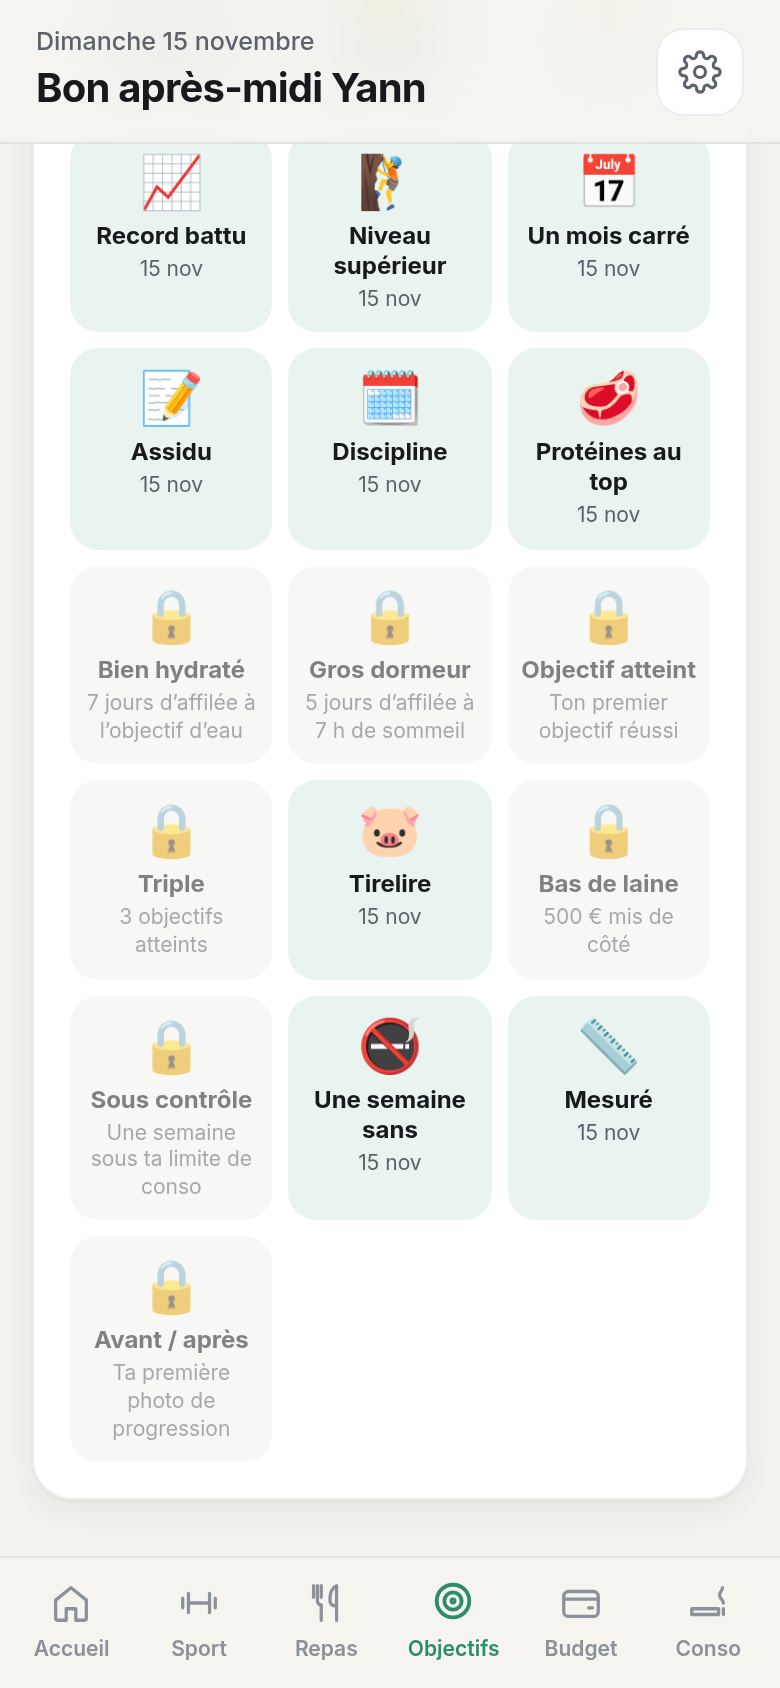 Dimanche 15 novembre
Bon après-midi Yann
July
17
Record battu
15 nov
Niveau
supérieur
15 nov
Un mois carré
15 nov
Assidu
15 nov
Discipline
15 nov
Protéines au
top
15 nov
Bien hydraté
7 jours d’affilée à
l’objectif d’eau
Gros dormeur
5 jours d’affilée à
7 h de sommeil
Objectif atteint
Ton premier
objectif réussi
Triple
3 objectifs
atteints
Tirelire
15 nov
Bas de laine
500 € mis de
côté
Sous contrôle
Une semaine
sous ta limite de
conso
Une semaine
sans
15 nov
Mesuré
15 nov
Avant / après
Ta première
photo de
progression
Accueil
Sport
Repas
Objectifs
Budget
Conso